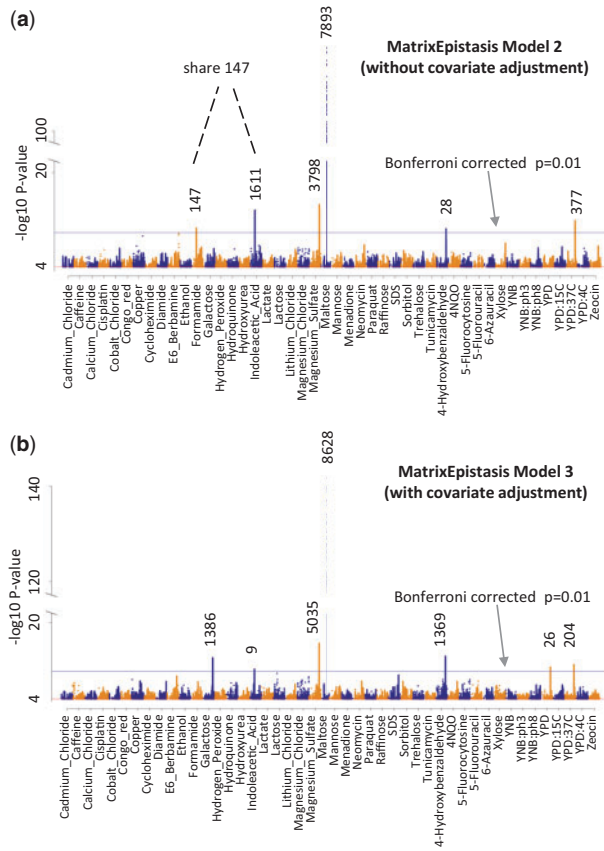 (a)
7893
MatrixEpistasis Model 2
(without covariate adjustment)
share 147
100
20
4
-log10 P-value
147
1611
3798
28
377
Bonferroni corrected p=0.01
Cadmium_Chloride
Caffeine
Calcium_Chloride
Cisplatin
Cobalt_Chloride
Congo_red
Copper
Cycloheximide
Diamide
E6_Berbamine
Ethanol
Formamide
Galactose
Hydrogen_Peroxide
Hydroquinone
Hydroxyurea
Indoleacetic_Acid
Lactate
Lactose
Lithium_Chloride
Magnesium_Chloride
Magnesium_Sulfate
Maltose
Mannose
Menadione
Neomycin
Paraquat
Raffinose
SDS
Sorbitol
Trehalose
Tunicamycin
4-Hydroxybenzaldehyde
4NQO
5-Fluorocytosine
5-Fluorouracil
6-Azauracil
Xylose
YNB
YNB:ph3
YNB:ph8
YPD
YPD:15C
YPD:37C
YPD:4C
Zeocin
(b)
8628
MatrixEpistasis Model 3
(with covariate adjustment)
140
120
20
4
-log10 P-value
1386
9
5035
1369
26
204
Bonferroni corrected p=0.01
Cadmium_Chloride
Caffeine
Calcium_Chloride
Cisplatin
Cobalt_Chloride
Congo_red
Copper
Cycloheximide
Diamide
E6_Berbamine
Ethanol
Formamide
Galactose
Hydrogen_Peroxide
Hydroquinone
Hydroxyurea
Indoleacetic_Acid
Lactate
Lactose
Lithium_Chloride
Magnesium_Chloride
Magnesium_Sulfate
Maltose
Mannose
Menadione
Neomycin
Paraquat
Raffinose
SDS
Sorbitol
Trehalose
Tunicamycin
4-Hydroxybenzaldehyde
4NQO
5-Fluorocytosine
5-Fluorouracil
6-Azauracil
Xylose
YNB
YNB:ph3
YNB:ph8
YPD
YPD:15C
YPD:37C
YPD:4C
Zeocin